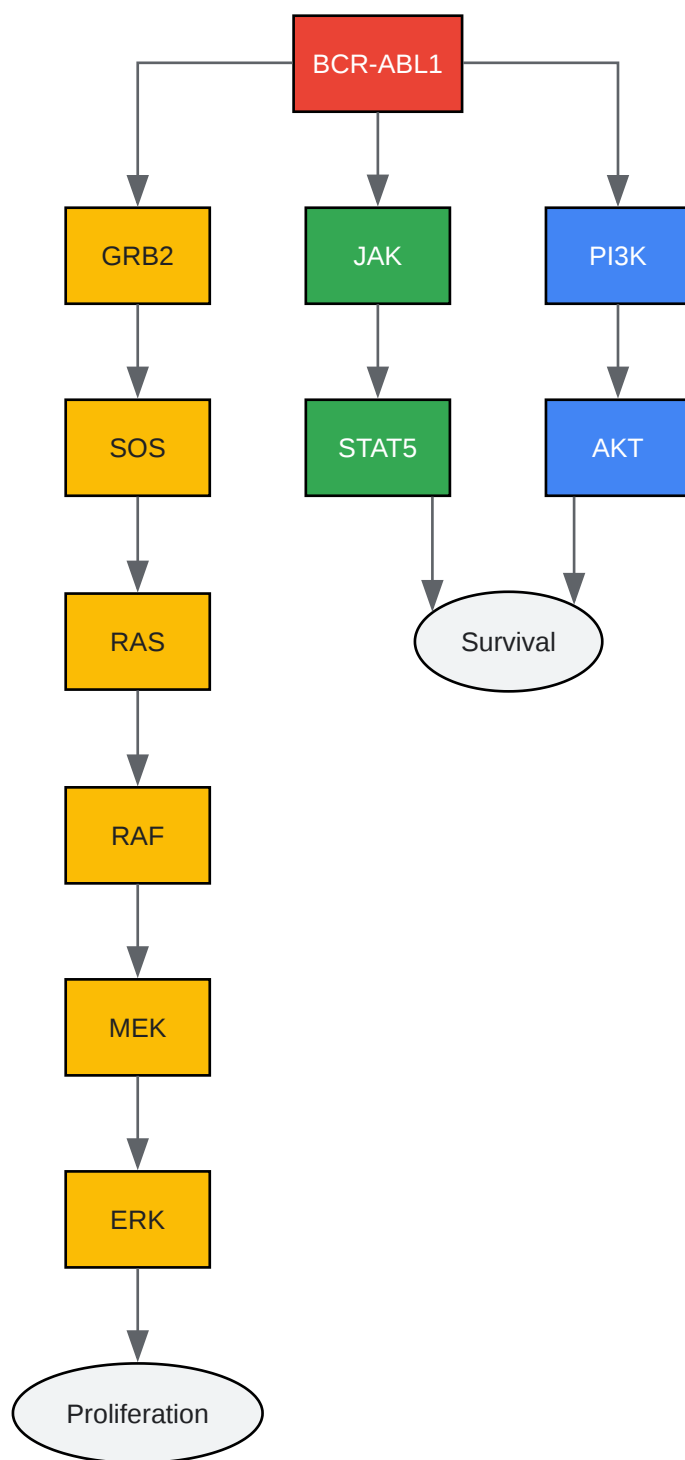 BCR-ABL1
GRB2
JAK
PI3K
SOS
STAT5
AKT
RAS
Survival
RAF
MEK
ERK
Proliferation